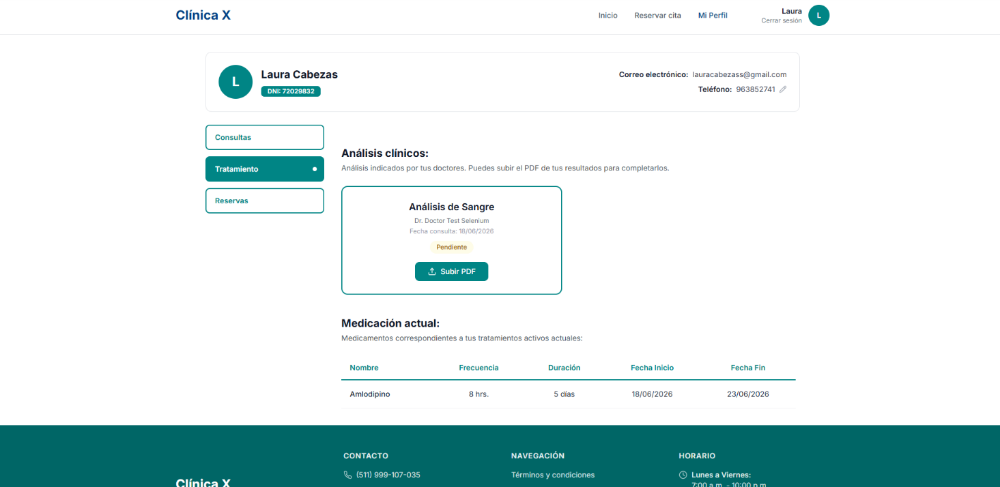 Clínica X
Inicio
Reservar cita
Mi Perfil
Laura
Cerrar sesión
L
L
Laura Cabezas
DNI: 72029832
Correo electrónico: lauracabezass@gmail.com
Teléfono: 963852741
Consultas
Tratamiento
Reservas
Análisis clínicos:
Análisis indicados por tus doctores. Puedes subir el PDF de tus resultados para completarlos.
Análisis de Sangre
Dr. Doctor Test Selenium
Fecha consulta: 18/06/2026
Pendiente
Subir PDF
Medicación actual:
Medicamentos correspondientes a tus tratamientos activos actuales:
Nombre Frecuencia Duración Fecha Inicio Fecha Fin
Amlodipino 8 hrs. 5 días 18/06/2026 23/06/2026
Clínica X
CONTACTO
(511) 999-107-035
NAVEGACIÓN
Términos y condiciones
HORARIO
Lunes a Viernes:
7:00 a.m. - 10:00 p.m.